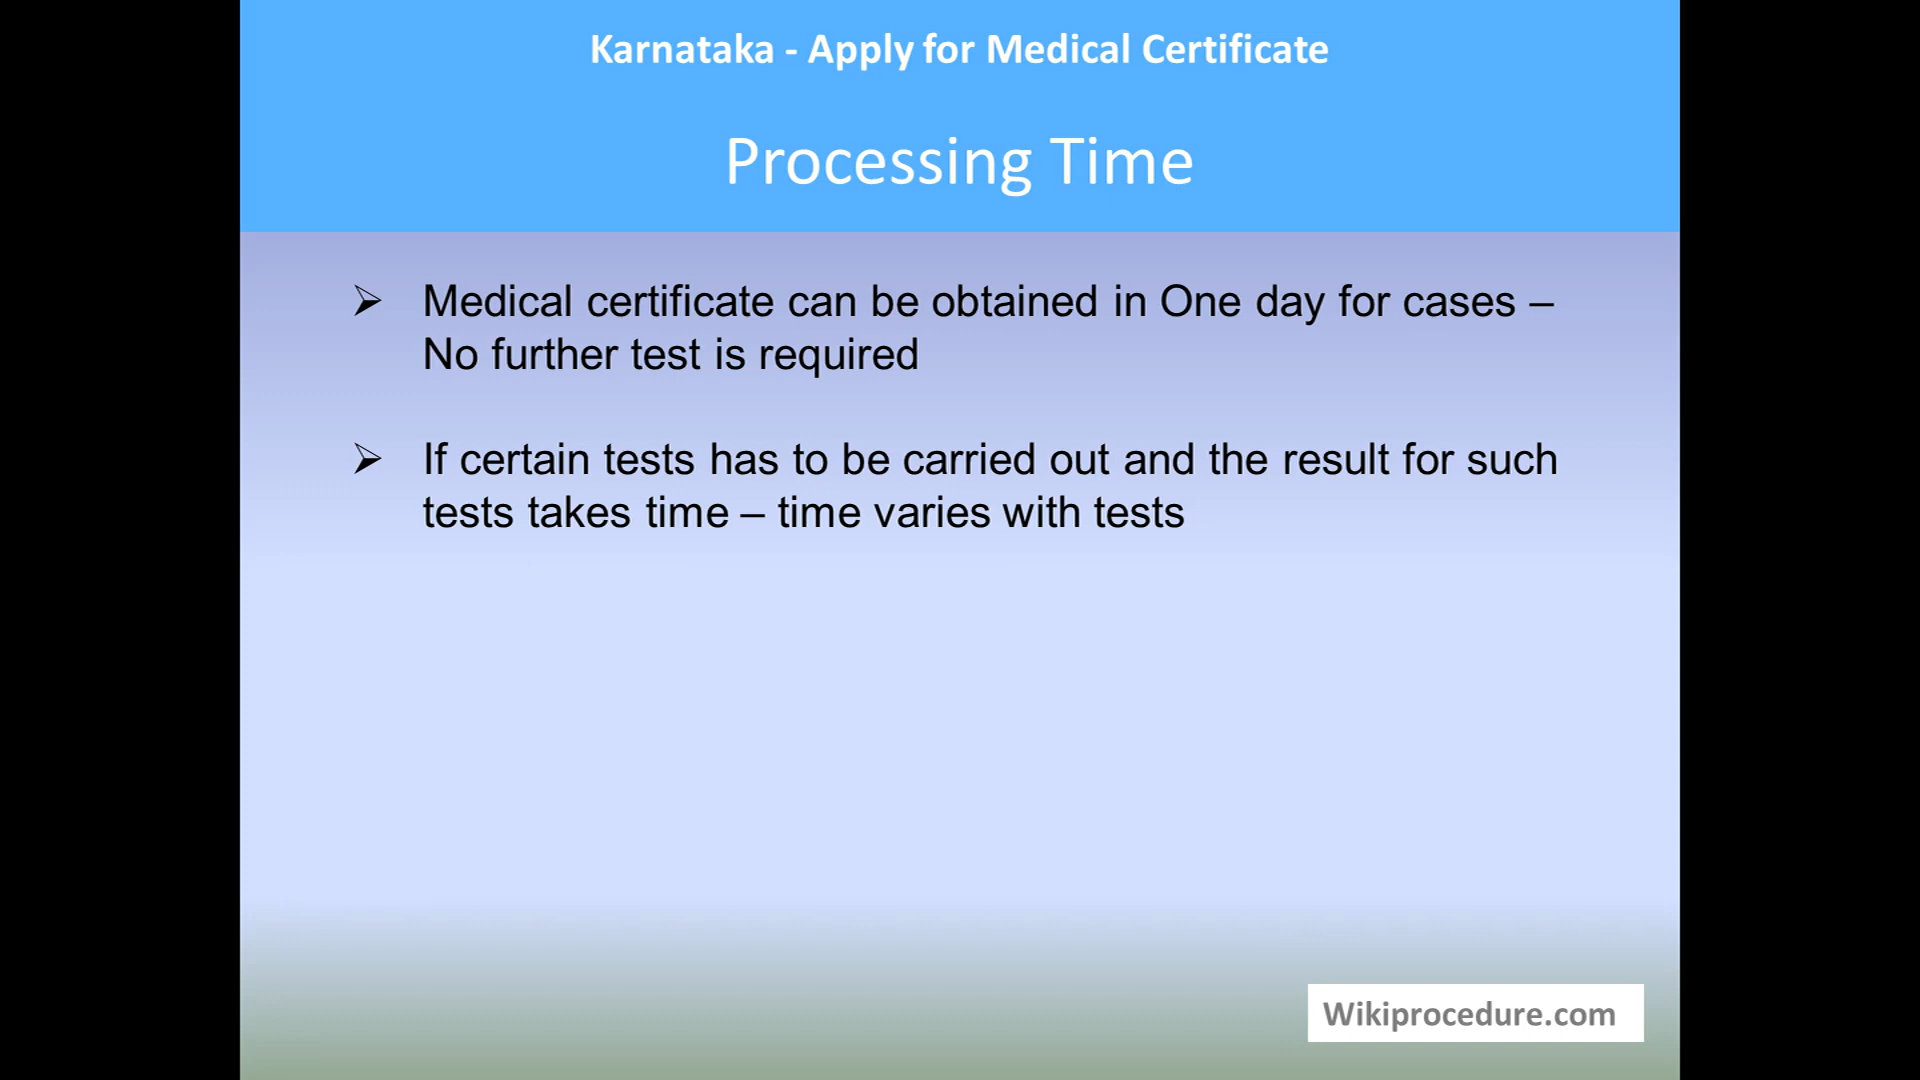 Karnataka - Apply for Medical Certificate
Processing Time
➢ Medical certificate can be obtained in One day for cases –
No further test is required
➢ If certain tests has to be carried out and the result for such
tests takes time – time varies with tests
Wikiprocedure.com